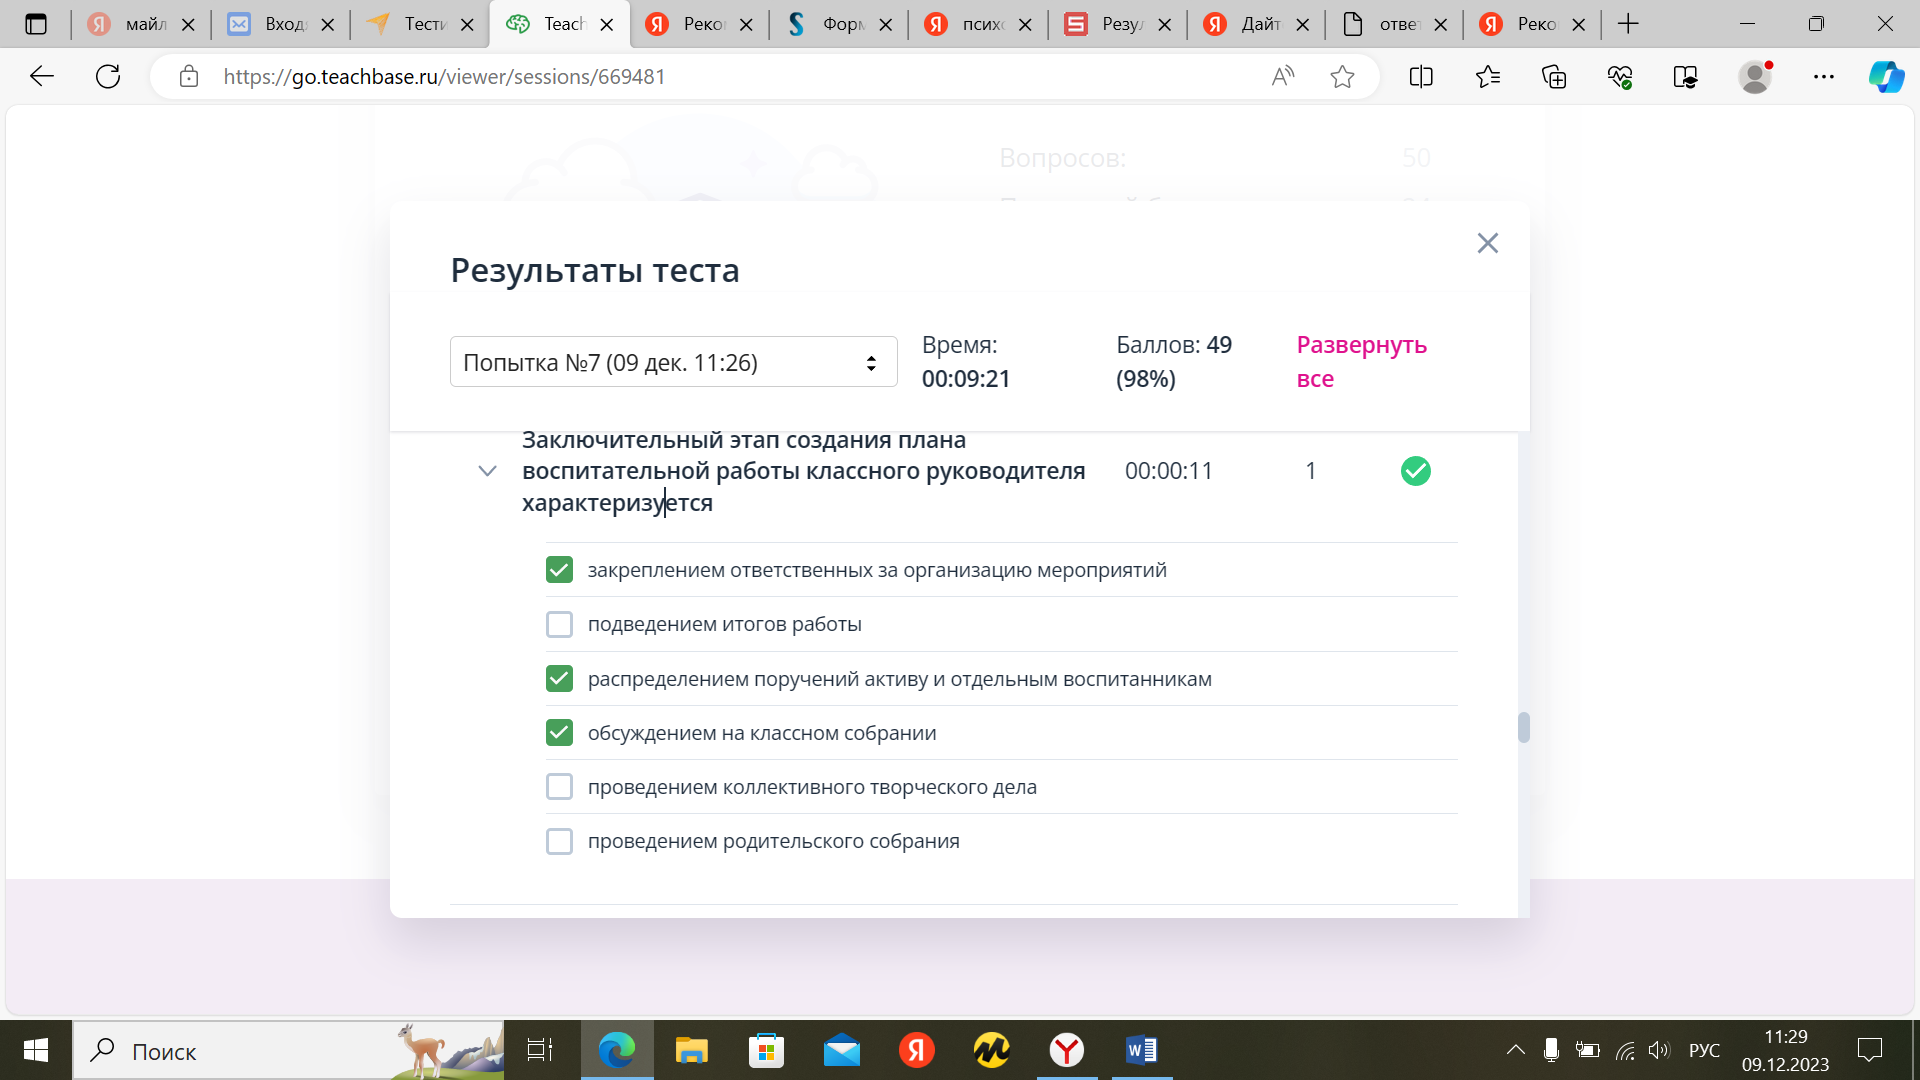 майл
Вход
Тести
Teach
Реко
Форм
психо
Резул
Дайт
ответ
Реко
https://go.teachbase.ru/viewer/sessions/669481
Вопросов: 50
Результаты теста
Попытка №7 (09 дек. 11:26)
Время:
00:09:21
Баллов: 49
(98%)
Развернуть
все
Заключительный этап создания плана
воспитательной работы классного руководителя
характеризуется
00:00:11
1
закреплением ответственных за организацию мероприятий
подведением итогов работы
распределением поручений активу и отдельным воспитанникам
обсуждением на классном собрании
проведением коллективного творческого дела
проведением родительского собрания
Поиск
РУС
11:29
09.12.2023